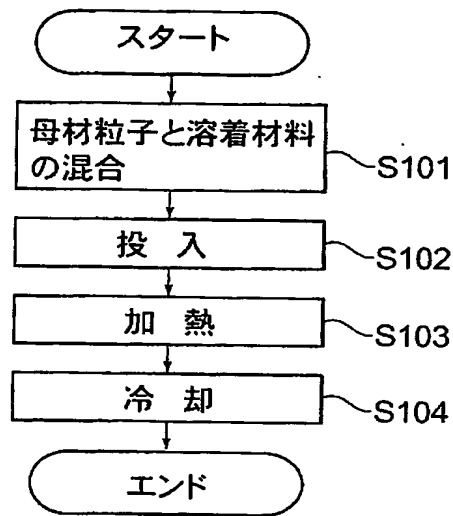 スタート
母材粒子と溶着材料
の混合
S101
投 入
S102
加 熱
S103
冷 却
S104
エンド